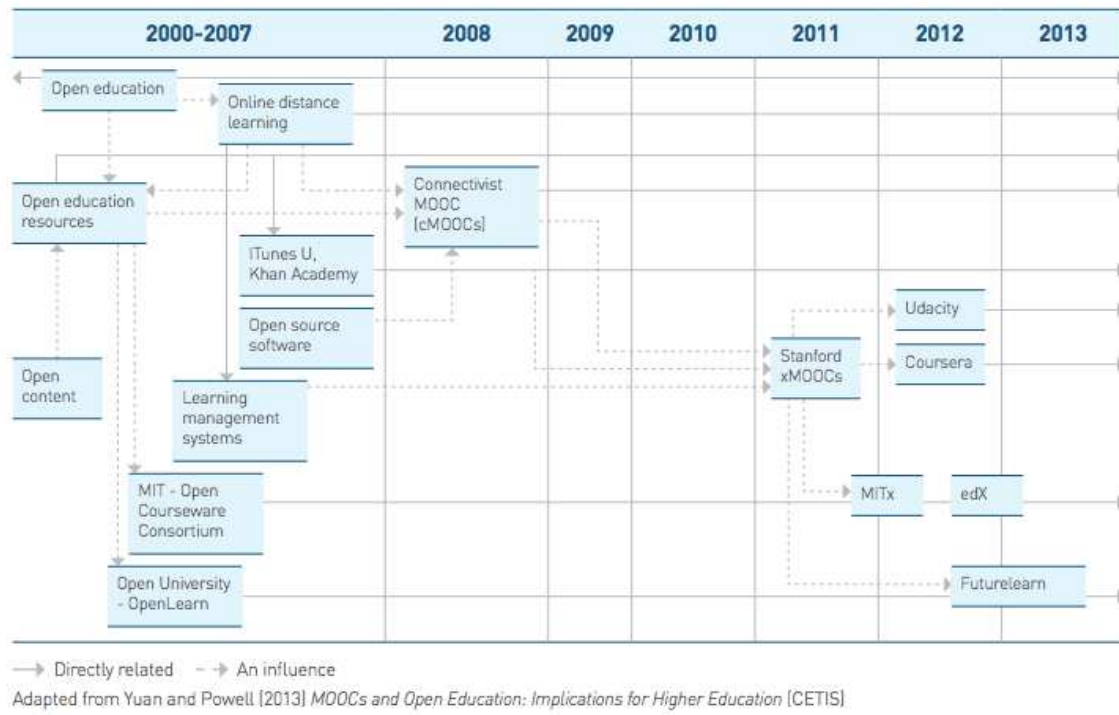 2000-2007 2008 2009 2010 2011 2012 2013
Open education
Online distance
learning
Open education
resources
Connectivist
MOOC
(cMOOCs)
ITunes U,
Khan Academy
Open source
software
Open
content
Learning
management
systems
MIT - Open
Courseware
Consortium
Open University
- OpenLearn
Stanford
xMOOCs
Udacity
Coursera
MITx
edX
Futurelearn
Directly related An influence
Adapted from Yuan and Powell (2013) MOOCs and Open Education: Implications for Higher Education (CETIS)